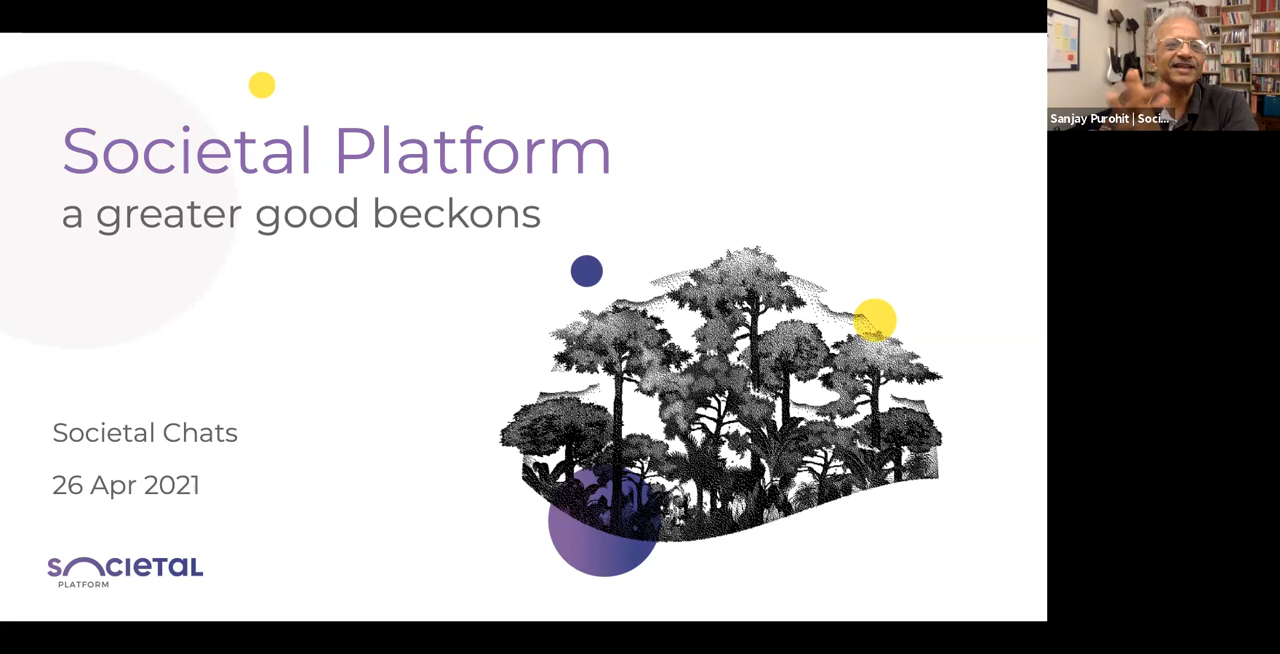 Societal Platform
a greater good beckons
Societal Chats
26 Apr 2021
SOCIETAL
PLATFORM
Sanjay Purohit | Soci...